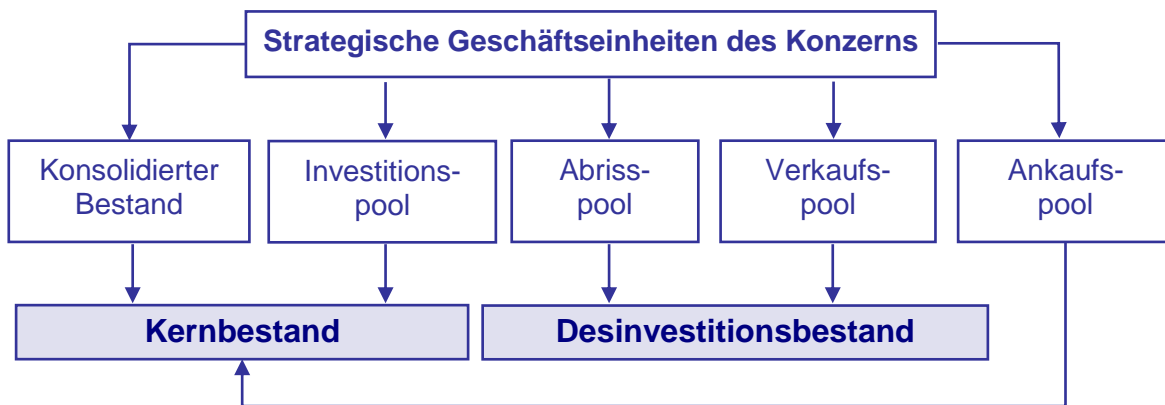 Strategische Geschäftseinheiten des Konzerns
Konsolidierter
Bestand
Investitions-
pool
Abriss-
pool
Verkaufs-
pool
Ankaufs-
pool
Kernbestand
Desinvestitionsbestand